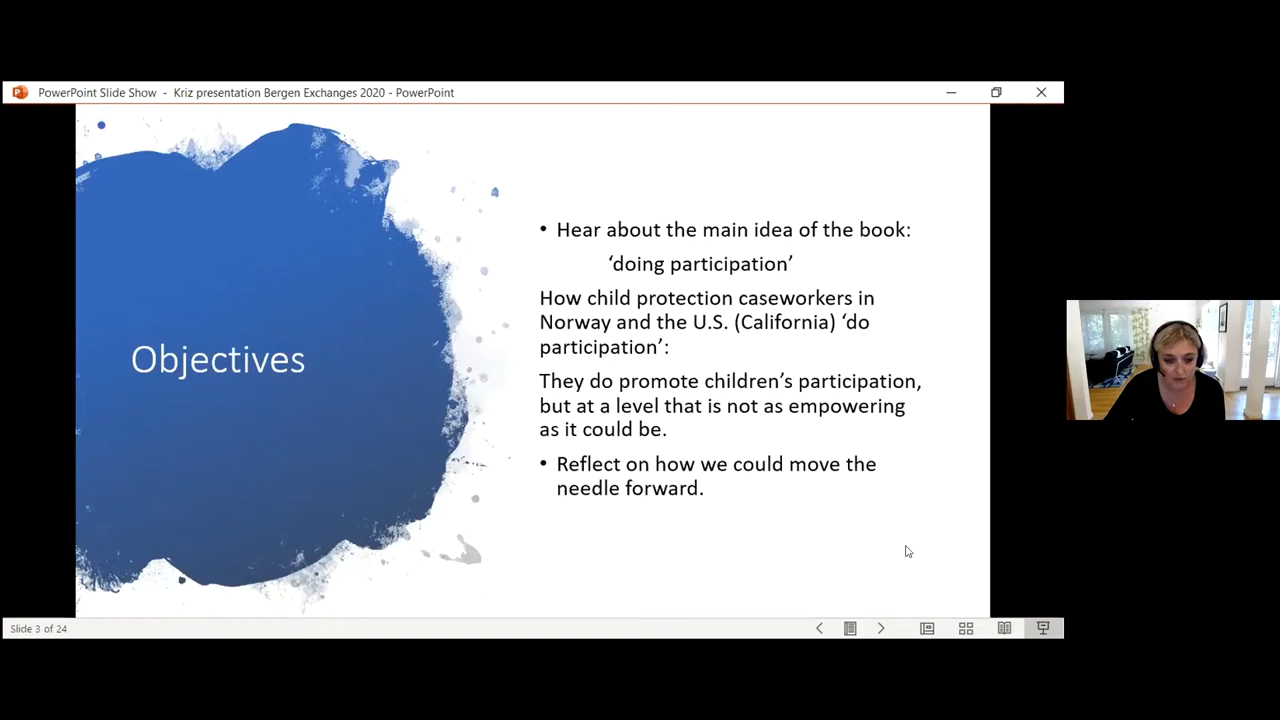 PowerPoint Slide Show - Kriz presentation Bergen Exchanges 2020 - PowerPoint
Objectives
• Hear about the main idea of the book:
‘doing participation’
How child protection caseworkers in
Norway and the U.S. (California) ‘do
participation’:
They do promote children’s participation,
but at a level that is not as empowering
as it could be.
• Reflect on how we could move the
needle forward.
Slide 3 of 24